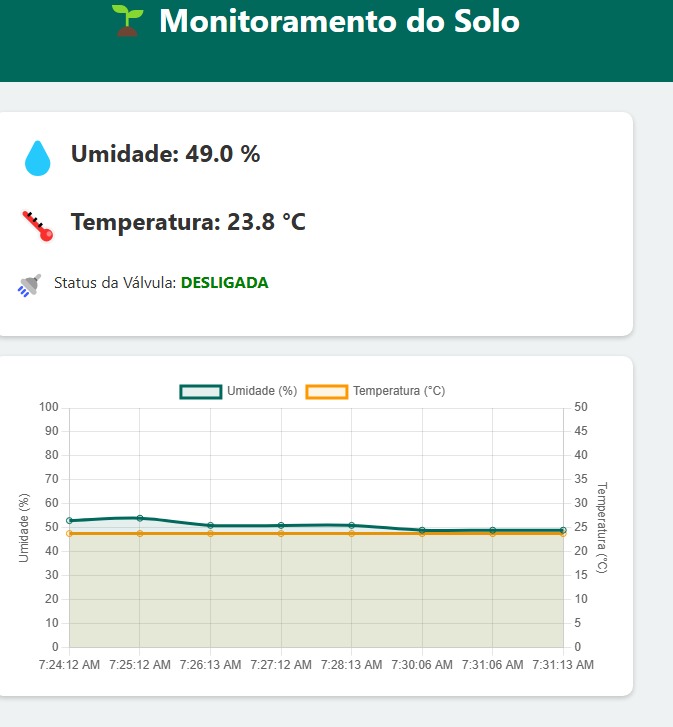 Monitoramento do Solo
Umidade: 49.0 %
Temperatura: 23.8 °C
Status da Válvula: DESLIGADA
Umidade (%) Temperatura (°C)
100 50
90 45
80 40
70 35
60 30
50 25
40 20
30 15
20 10
10 5
0 0
Umidade (%)
Temperatura (°C)
7:24:12 AM 7:25:12 AM 7:26:13 AM 7:27:12 AM 7:28:13 AM 7:30:06 AM 7:31:06 AM 7:31:13 AM